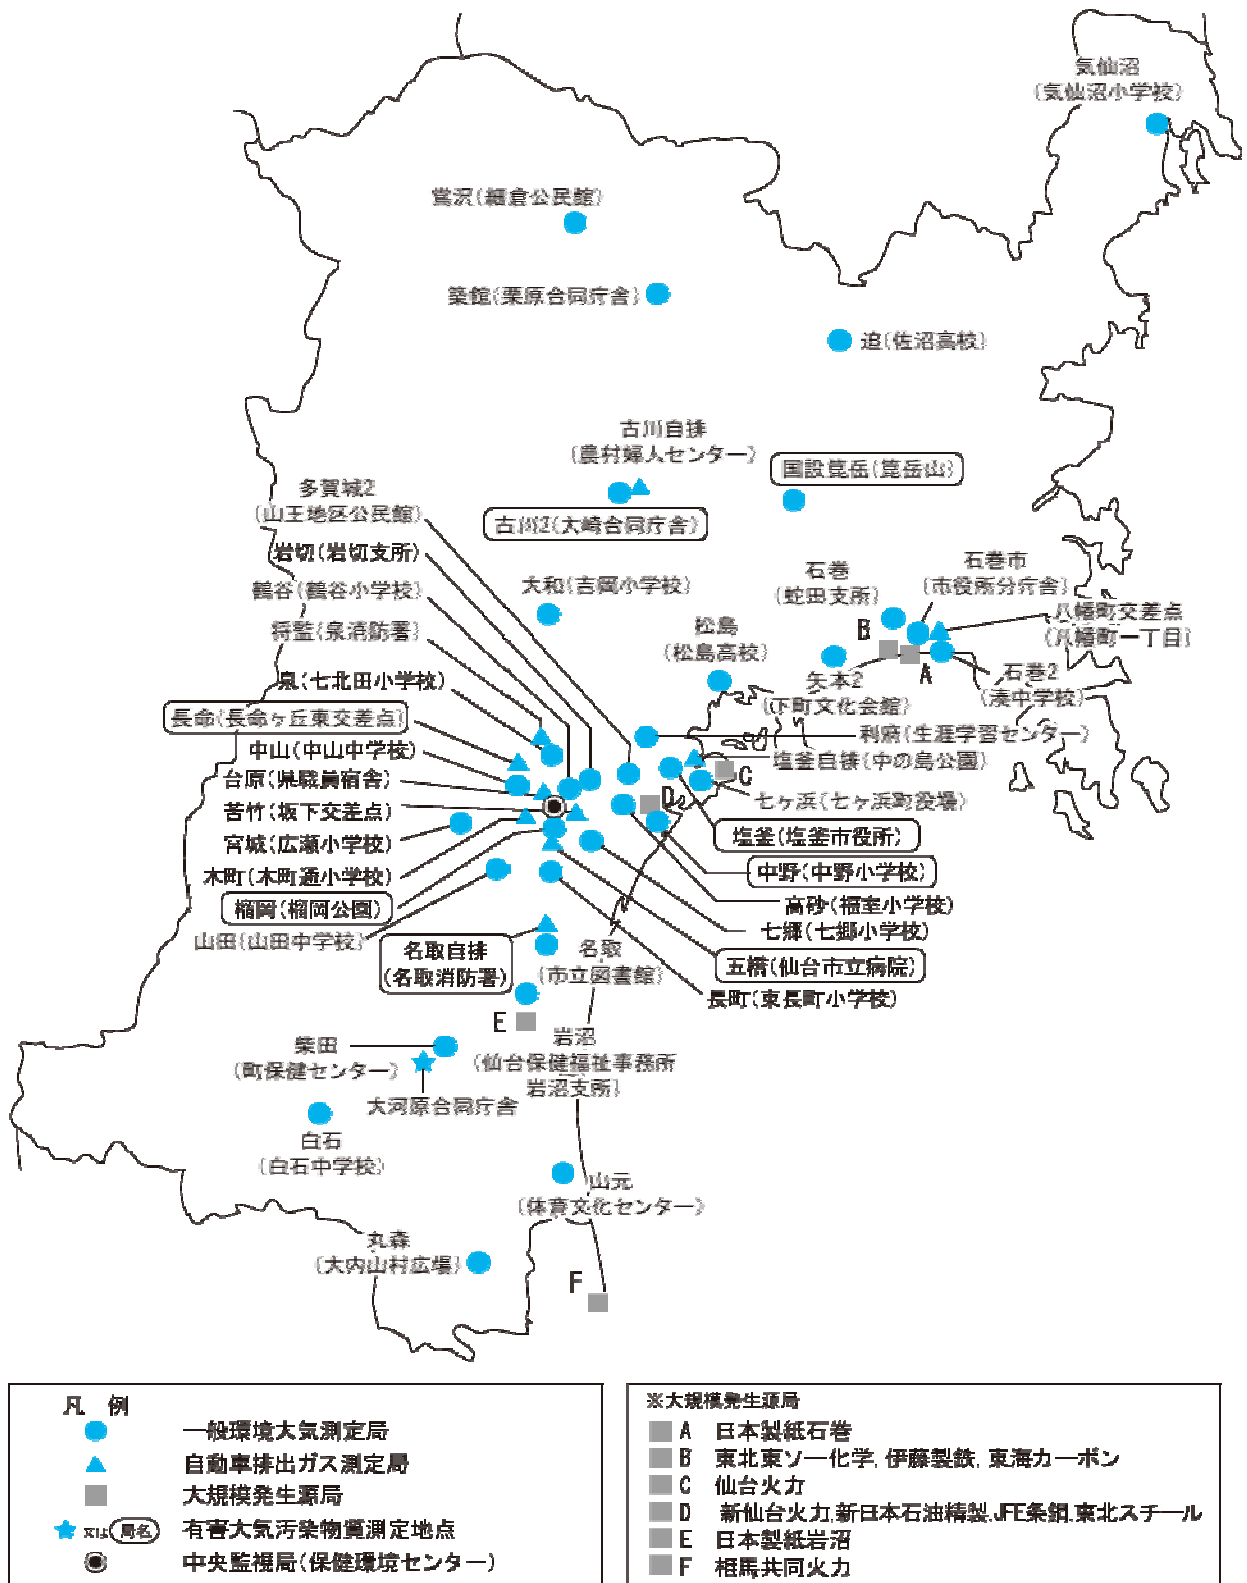 気仙沼
(気仙沼小学校)
鶯沢(細倉公民館)
築館(栗原合同庁舎)
迫(佐沼高校)
古川自排
(農村婦人センター)
国設箟岳(箟岳山)
多賀城2
(山王地区公民館)
古川2(大崎合同庁舎)
岩切(岩切支所)
鶴谷(鶴谷小学校)
大和(吉岡小学校)
石巻
(蛇田支所)
石巻市
(市役所分庁舎)
八幡町交差点
(八幡町一丁目)
将監(泉消防署)
松島
(松島高校)
B
A
泉(七北田小学校)
矢本2
(下町文化会館)
石巻2
(湊中学校)
長命(長命ヶ丘東交差点)
利府(生涯学習センター)
中山(中山中学校)
塩釜自排(中の島公園)
台原(県職員宿舎)
C
七ヶ浜(七ヶ浜町役場)
D
苦竹(坂下交差点)
塩釜(塩釜市役所)
宮城(広瀬小学校)
中野(中野小学校)
木町(木町通小学校)
高砂(福室小学校)
榴岡(榴岡公園)
七郷(七郷小学校)
山田(山田中学校)
名取自排
(名取消防署)
名取
(市立図書館)
五橋(仙台市立病院)
長町(東長町小学校)
E
岩沼
(仙台保健福祉事務所
岩沼支所)
柴田
(町保健センター)
大河原合同庁舎
白石
(白石中学校)
山元
(体育文化センター)
丸森
(大内山村広場)
F
凡 例
一般環境大気測定局
自動車排出ガス測定局
大規模発生源局
又は 局名 有害大気汚染物質測定地点
中央監視局(保健環境センター)
※大規模発生源局
A 日本製紙石巻
B 東北東ソー化学, 伊藤製鉄, 東海カーボン
C 仙台火力
D 新仙台火力,新日本石油精製,JFE条鋼,東北スチール
E 日本製紙岩沼
F 相馬共同火力